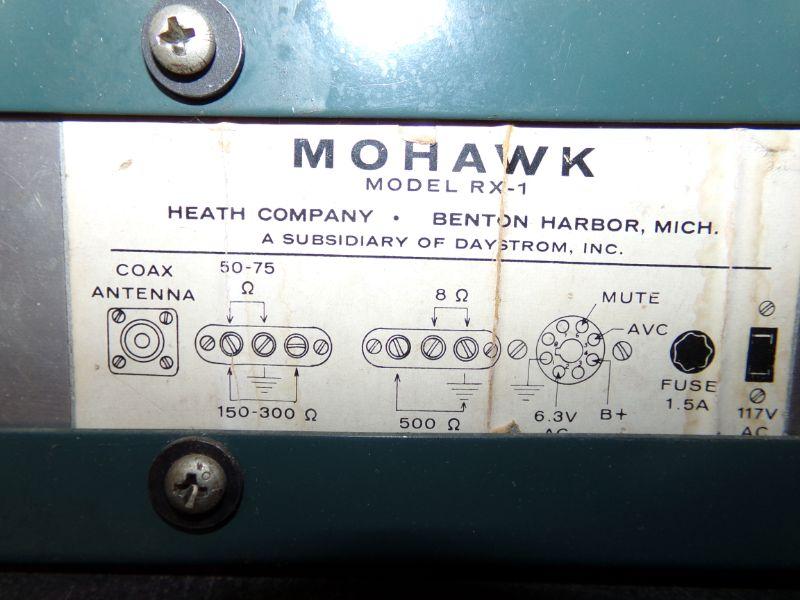 MOHAWK
MODEL RX-1
HEATH COMPANY • BENTON HARBOR, MICH.
A SUBSIDIARY OF DAYSTROM, INC.
COAX
ANTENNA
50-75
Ω
150-300 Ω
8 Ω
500 Ω
MUTE
AVC
6.3V
AC
B+
FUSE
1.5A
117V
AC